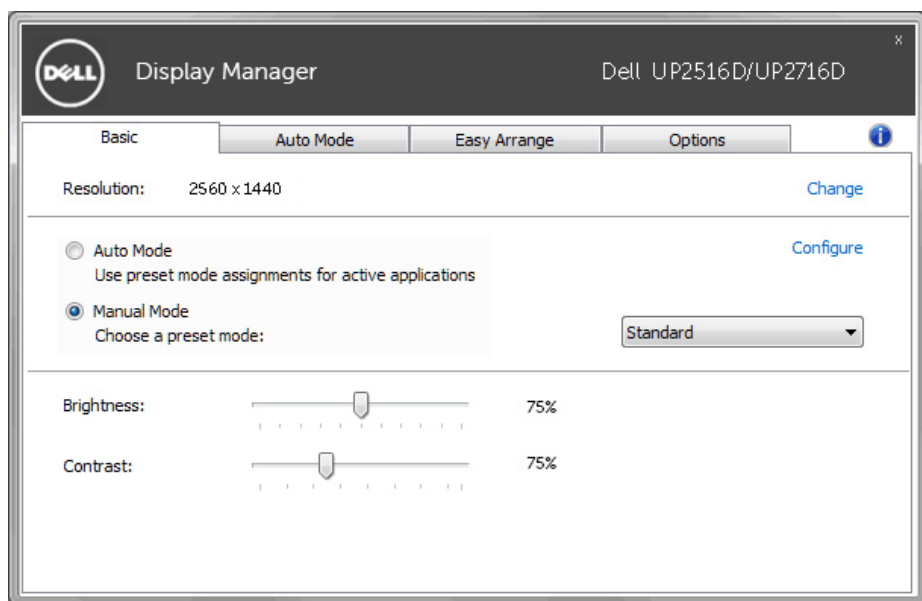 x
DELL Display Manager Dell UP2516D/UP2716D
Basic Auto Mode Easy Arrange Options i
Resolution: 2560 x 1440 Change
Auto Mode Configure
Use preset mode assignments for active applications
Manual Mode
Choose a preset mode: Standard
Brightness: 75%
Contrast: 75%